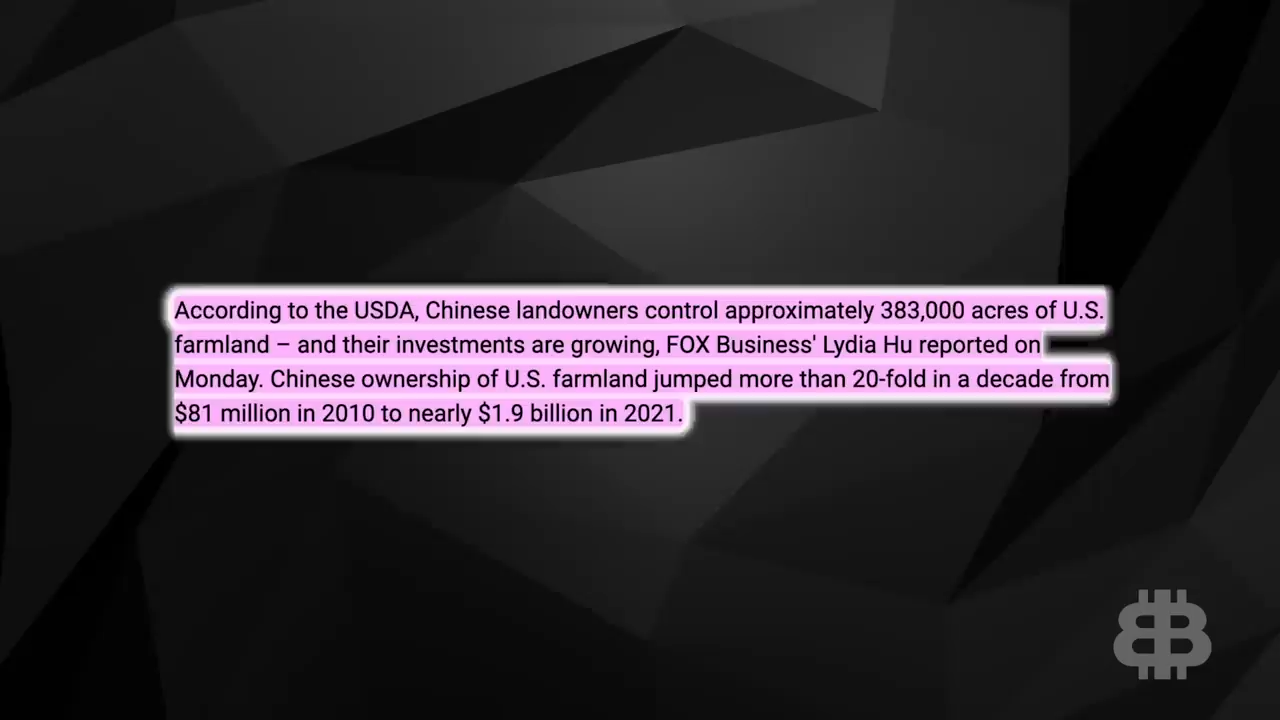 According to the USDA, Chinese landowners control approximately 383,000 acres of U.S.
farmland – and their investments are growing, FOX Business' Lydia Hu reported on
Monday. Chinese ownership of U.S. farmland jumped more than 20-fold in a decade from
$81 million in 2010 to nearly $1.9 billion in 2021.